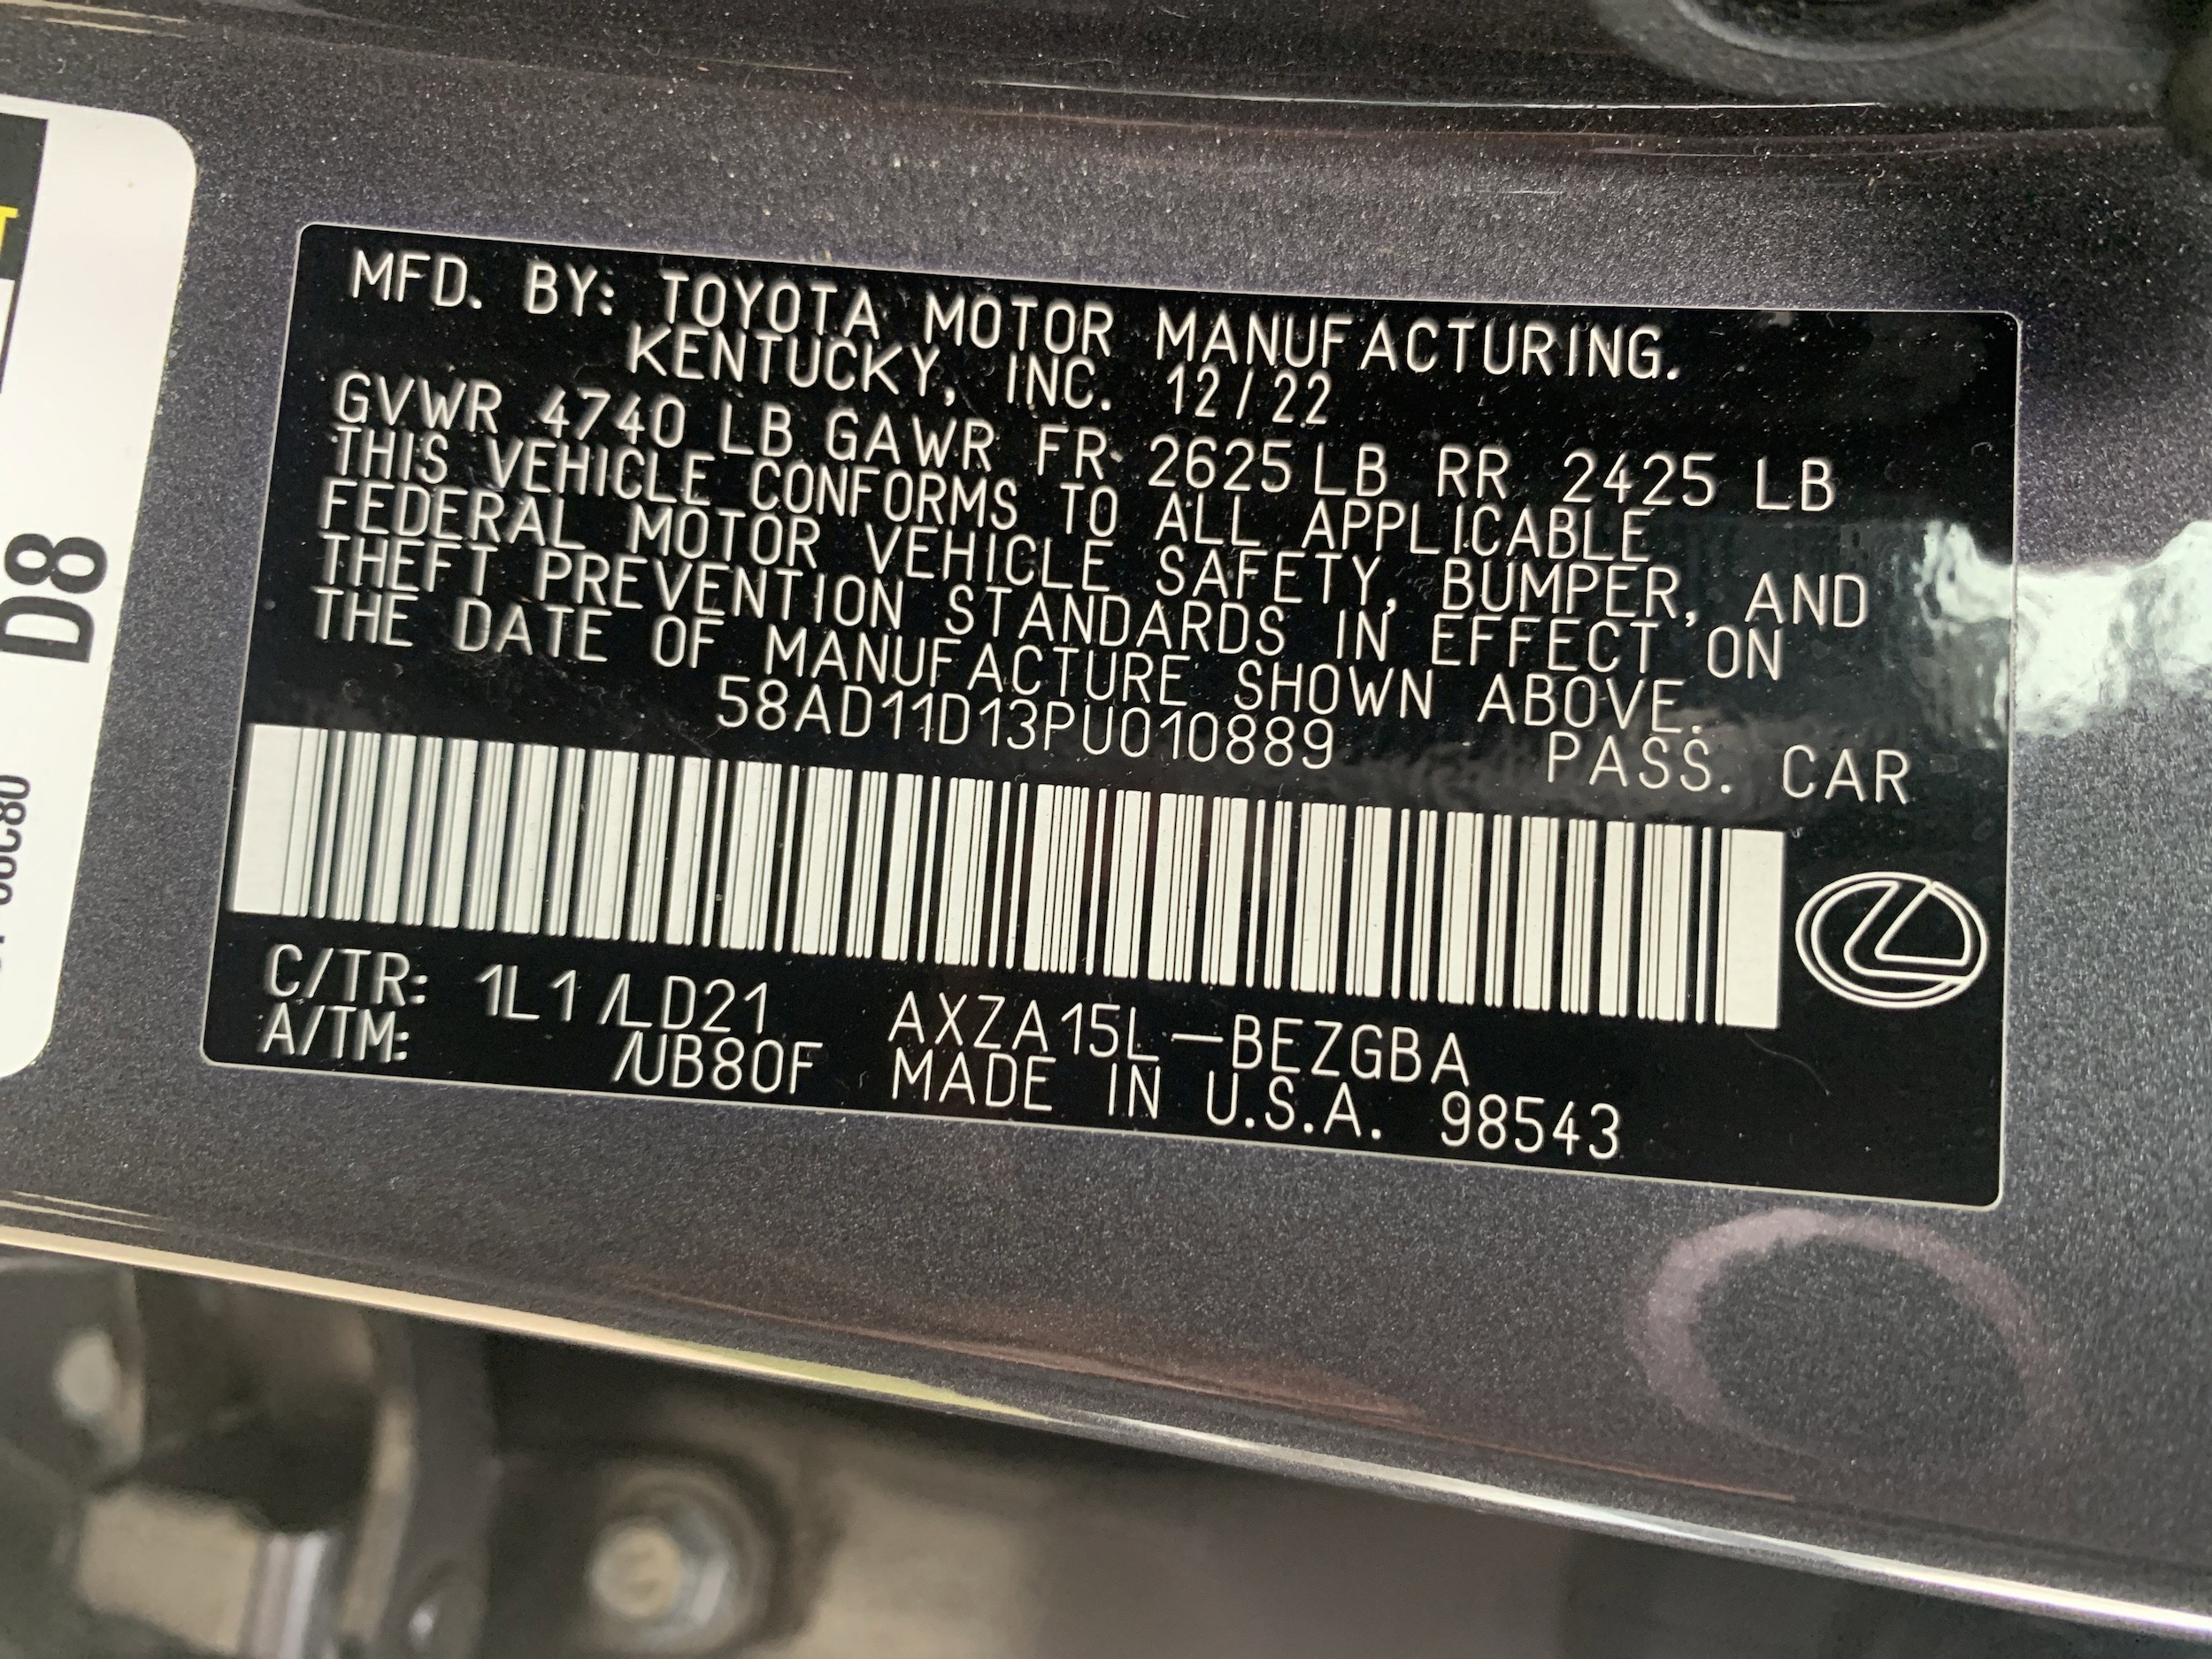 MFD. BY: TOYOTA MOTOR MANUFACTURING.
KENTUCKY, INC. 12/22
GVWR 4740 LB GAWR FR 2625 LB RR 2425 LB
THIS VEHICLE CONFORMS TO ALL APPLICABLE
FEDERAL MOTOR VEHICLE SAFETY, BUMPER, AND
THEFT PREVENTION STANDARDS IN EFFECT ON
THE DATE OF MANUFACTURE SHOWN ABOVE.
58AD11D13PU010889 PASS. CAR
C/TR: 1L1 /LD21 AXZA15L-BEZGBA
A/TM: /UB80F MADE IN U.S.A. 98543
D8